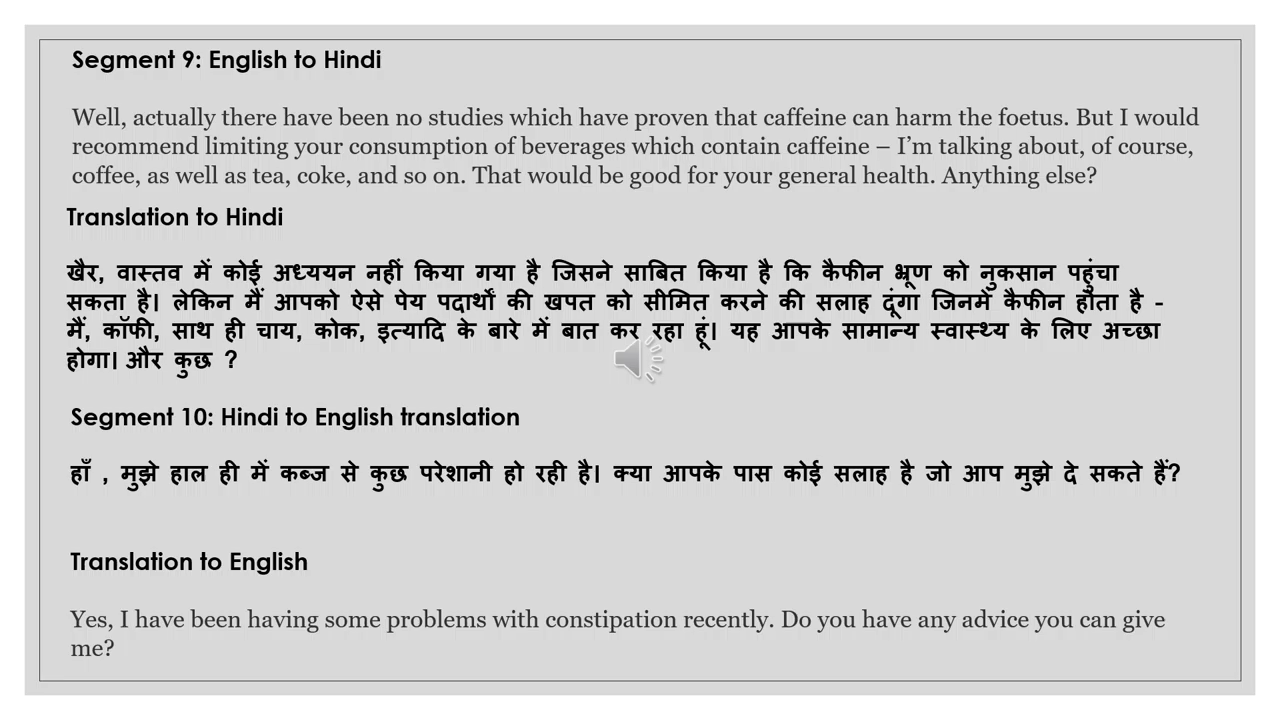 Segment 9: English to Hindi
Well, actually there have been no studies which have proven that caffeine can harm the foetus. But I would
recommend limiting your consumption of beverages which contain caffeine – I’m talking about, of course,
coffee, as well as tea, coke, and so on. That would be good for your general health. Anything else?
Translation to Hindi
खैर, वास्तव में कोई अध्ययन नहीं किया गया है जिसने साबित किया है कि कैफीन भ्रूण को नुकसान पहुंचा
सकता है। लेकिन मैं आपको ऐसे पेय पदार्थों की खपत को सीमित करने की सलाह दूंगा जिनमें कैफीन होता है -
मैं, कॉफी, साथ ही चाय, कोक, इत्यादि के बारे में बात कर रहा हूं। यह आपके सामान्य स्वास्थ्य के लिए अच्छा
होगा। और कुछ ?
Segment 10: Hindi to English translation
हाँ , मुझे हाल ही में कब्ज से कुछ परेशानी हो रही है। क्या आपके पास कोई सलाह है जो आप मुझे दे सकते हैं?
Translation to English
Yes, I have been having some problems with constipation recently. Do you have any advice you can give
me?